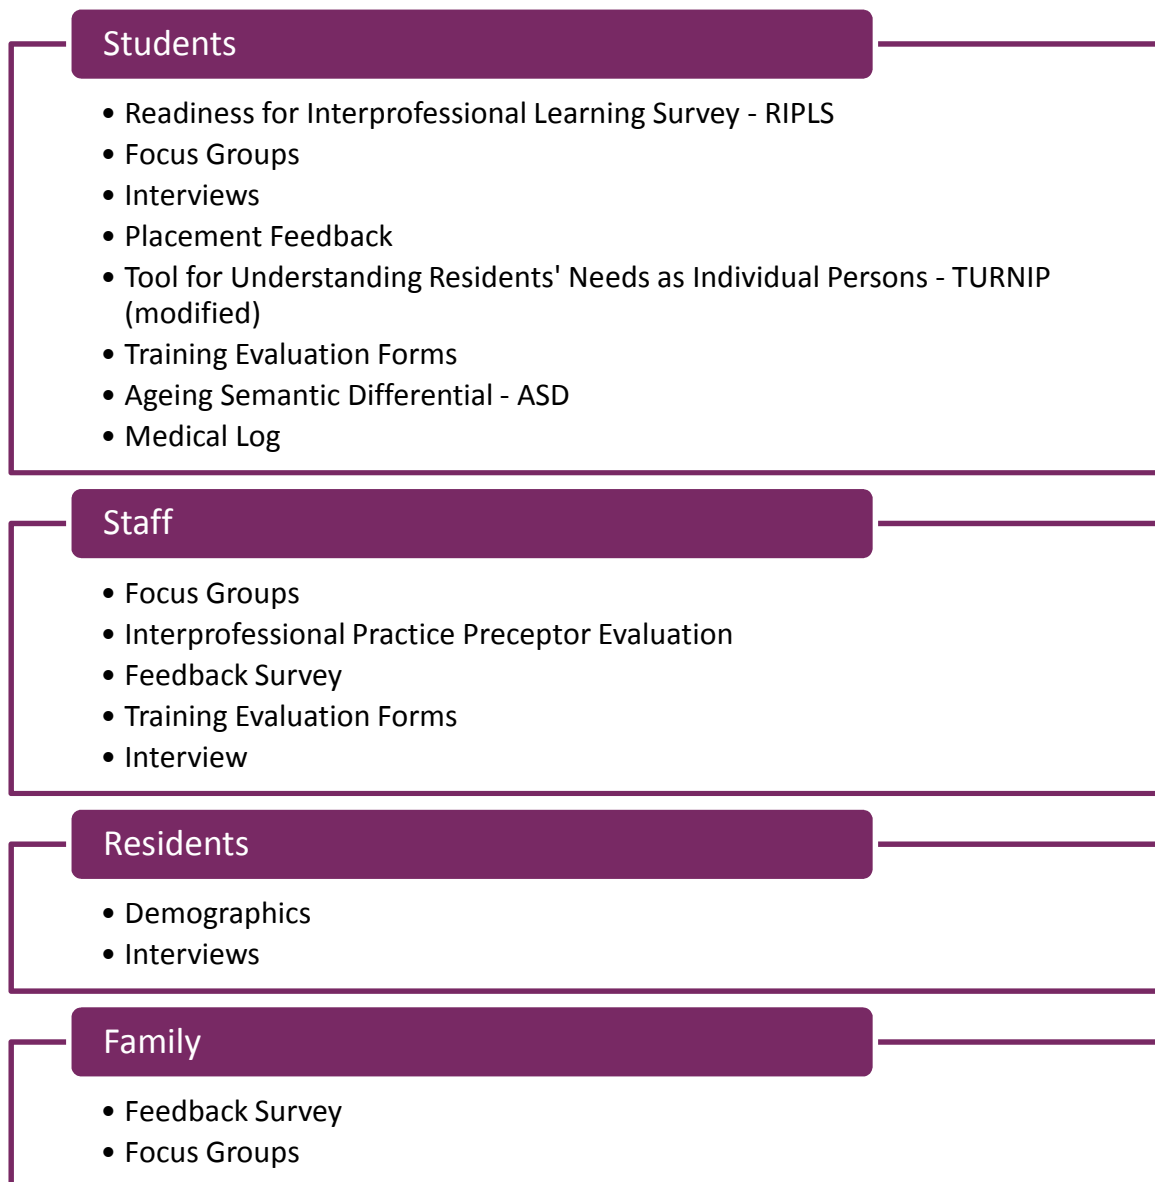 Students
• Readiness for Interprofessional Learning Survey - RIPLS
• Focus Groups
• Interviews
• Placement Feedback
• Tool for Understanding Residents' Needs as Individual Persons - TURNIP
(modified)
• Training Evaluation Forms
• Ageing Semantic Differential - ASD
• Medical Log
Staff
• Focus Groups
• Interprofessional Practice Preceptor Evaluation
• Feedback Survey
• Training Evaluation Forms
• Interview
Residents
• Demographics
• Interviews
Family
• Feedback Survey
• Focus Groups